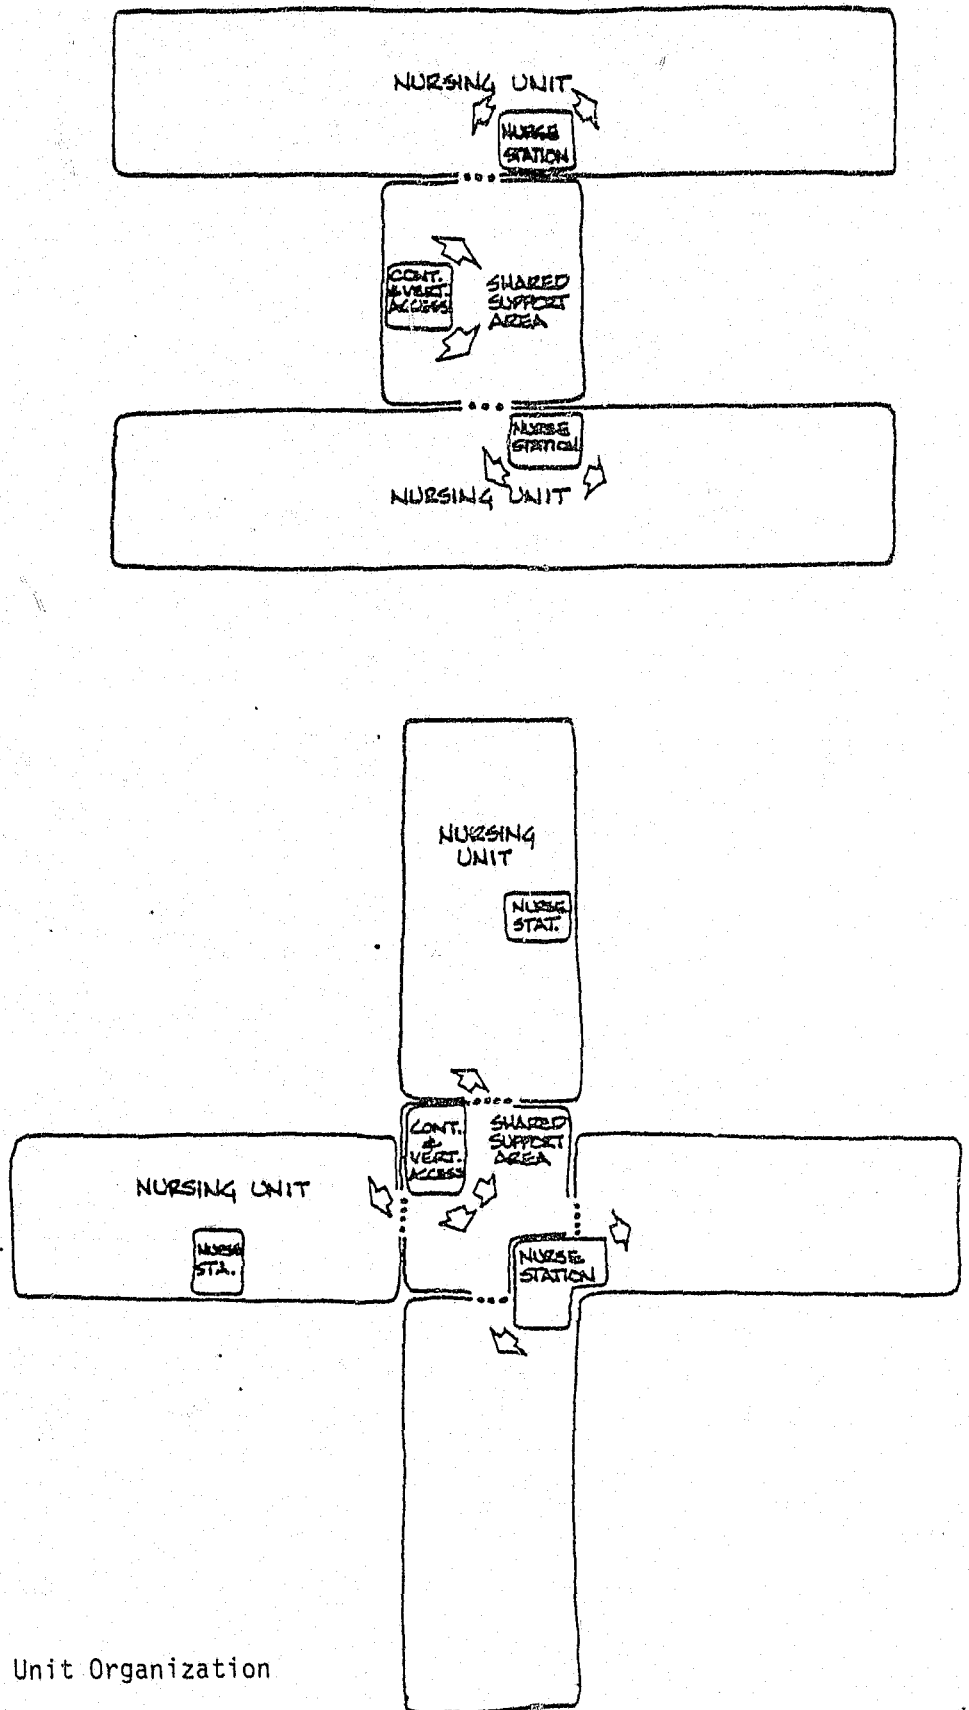 NURSING UNIT
NURSE
STATION
CONT.
& VERT.
ACCESS
SHARED
SUPPORT
AREA
NURSE
STATION
NURSING UNIT
NURSING
UNIT
NURSE
STAT.
CONT.
&
VERT.
ACCESS
SHARED
SUPPORT
AREA
NURSING UNIT
NURSE
STA.
NURSE
STATION
Unit Organization